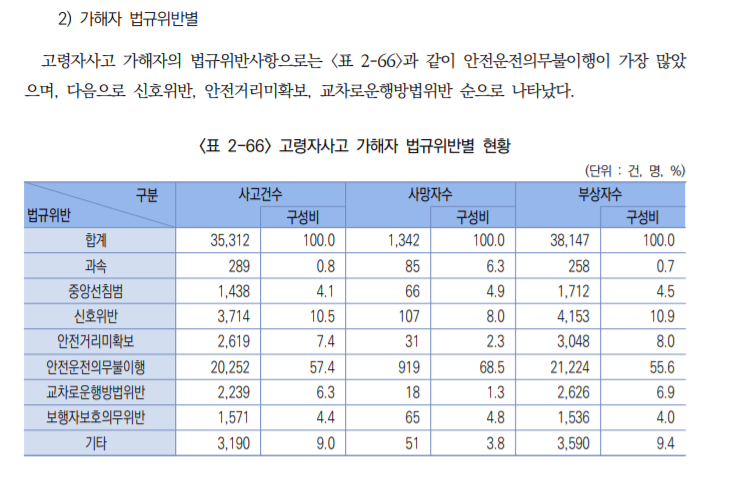 2) 가해자 법규위반별
고령자사고 가해자의 법규위반사항으로는 〈표 2-66〉과 같이 안전운전의무불이행이 가장 많았
으며, 다음으로 신호위반, 안전거리미확보, 교차로운행방법위반 순으로 나타났다.
〈표 2-66〉 고령자사고 가해자 법규위반별 현황
(단위 : 건, 명, %)
구분 사고건수 사망자수 부상자수
법규위반 구성비 구성비 구성비
합계 35,312 100.0 1,342 100.0 38,147 100.0
과속 289 0.8 85 6.3 258 0.7
중앙선침범 1,438 4.1 66 4.9 1,712 4.5
신호위반 3,714 10.5 107 8.0 4,153 10.9
안전거리미확보 2,619 7.4 31 2.3 3,048 8.0
안전운전의무불이행 20,252 57.4 919 68.5 21,224 55.6
교차로운행방법위반 2,239 6.3 18 1.3 2,626 6.9
보행자보호의무위반 1,571 4.4 65 4.8 1,536 4.0
기타 3,190 9.0 51 3.8 3,590 9.4